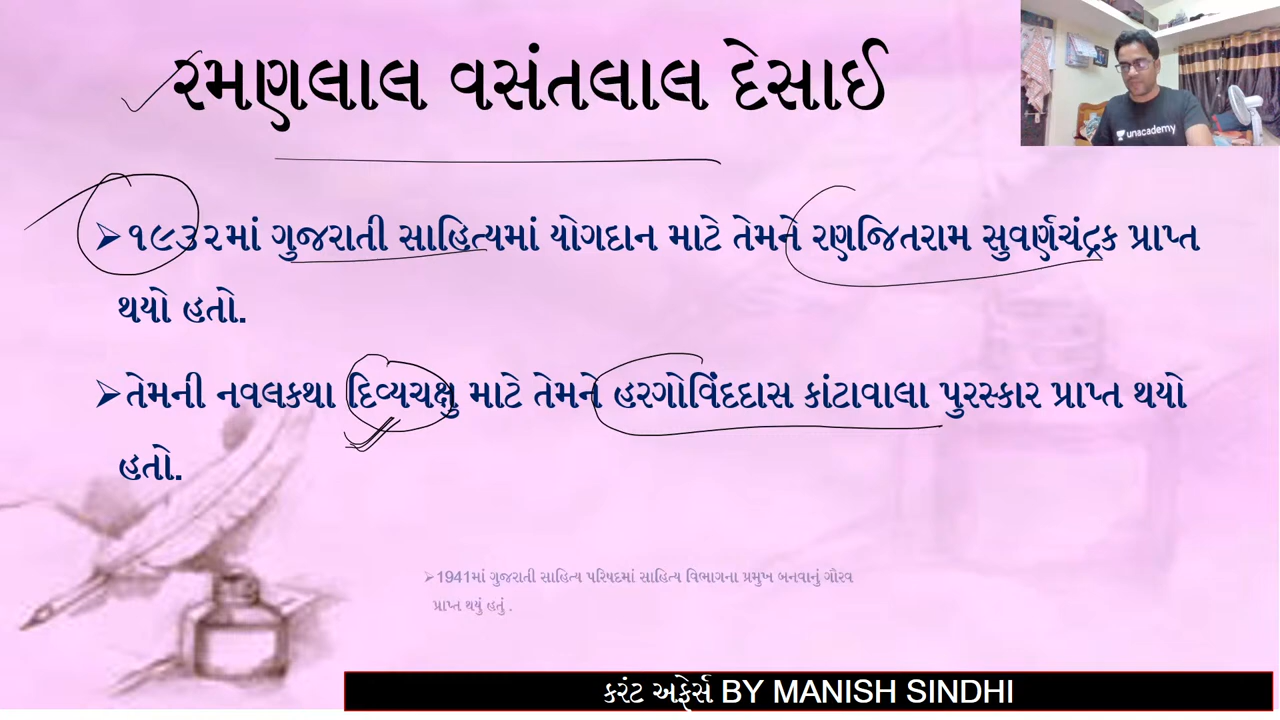 રમણલાલ વસંતલાલ દેસાઈ
unacademy
➢૧૯૩૨માં ગુજરાતી સાહિત્યમાં યોગદાન માટે તેમને રણજિતરામ સુવર્ણચંદ્રક પ્રાપ્ત
થયો હતો.
➢તેમની નવલકથા દિવ્યચક્ષુ માટે તેમને હરગોવિંદદાસ કાંટાવાલા પુરસ્કાર પ્રાપ્ત થયો
હતો.
➢1941માં ગુજરાતી સાહિત્ય પરિષદમાં સાહિત્ય વિભાગના પ્રમુખ બનવાનું ગૌરવ
પ્રાપ્ત થયું હતું .
કરંટ અફેર્સ BY MANISH SINDHI